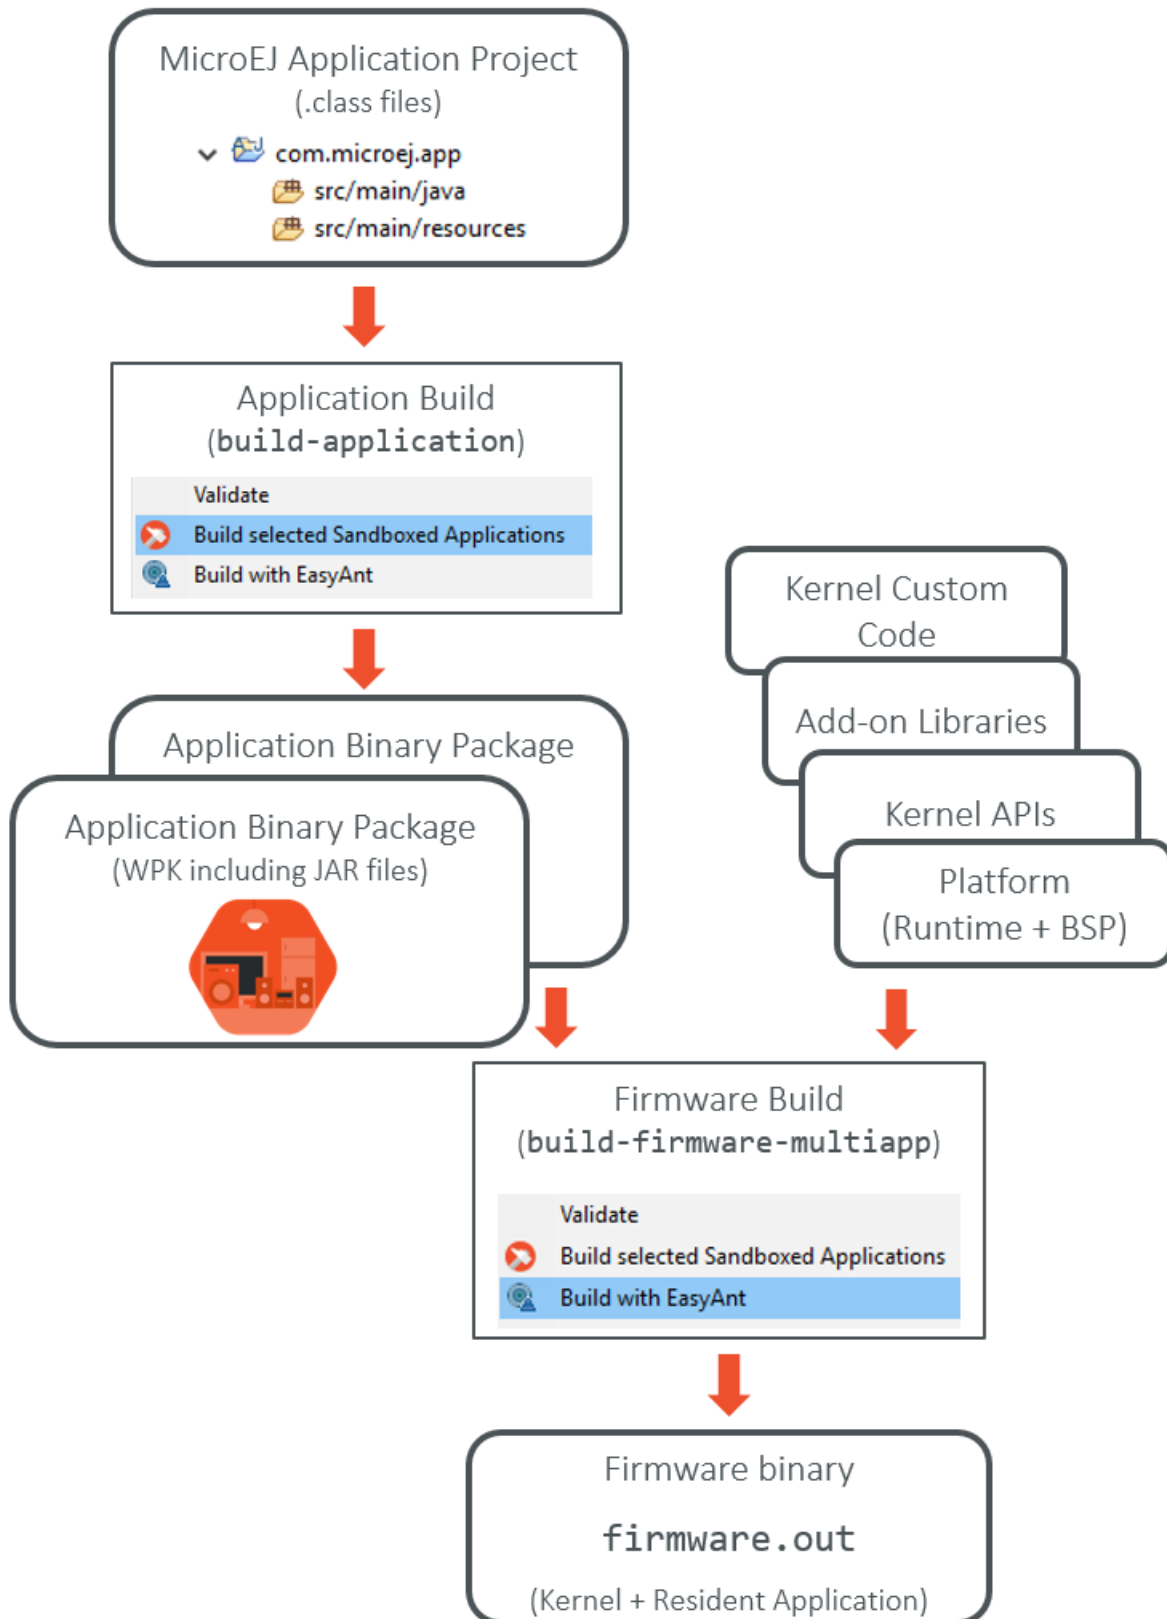 MicroEJ Application Project
(.class files)
com.microej.app
src/main/java
src/main/resources
Application Build
(build-application)
Validate
Build selected Sandboxed Applications
Build with EasyAnt
Application Binary Package
Application Binary Package
(WPK including JAR files)
Kernel Custom
Code
Add-on Libraries
Kernel APIs
Platform
(Runtime + BSP)
Firmware Build
(build-firmware-multiapp)
Validate
Build selected Sandboxed Applications
Build with EasyAnt
Firmware binary
firmware.out
(Kernel + Resident Application)